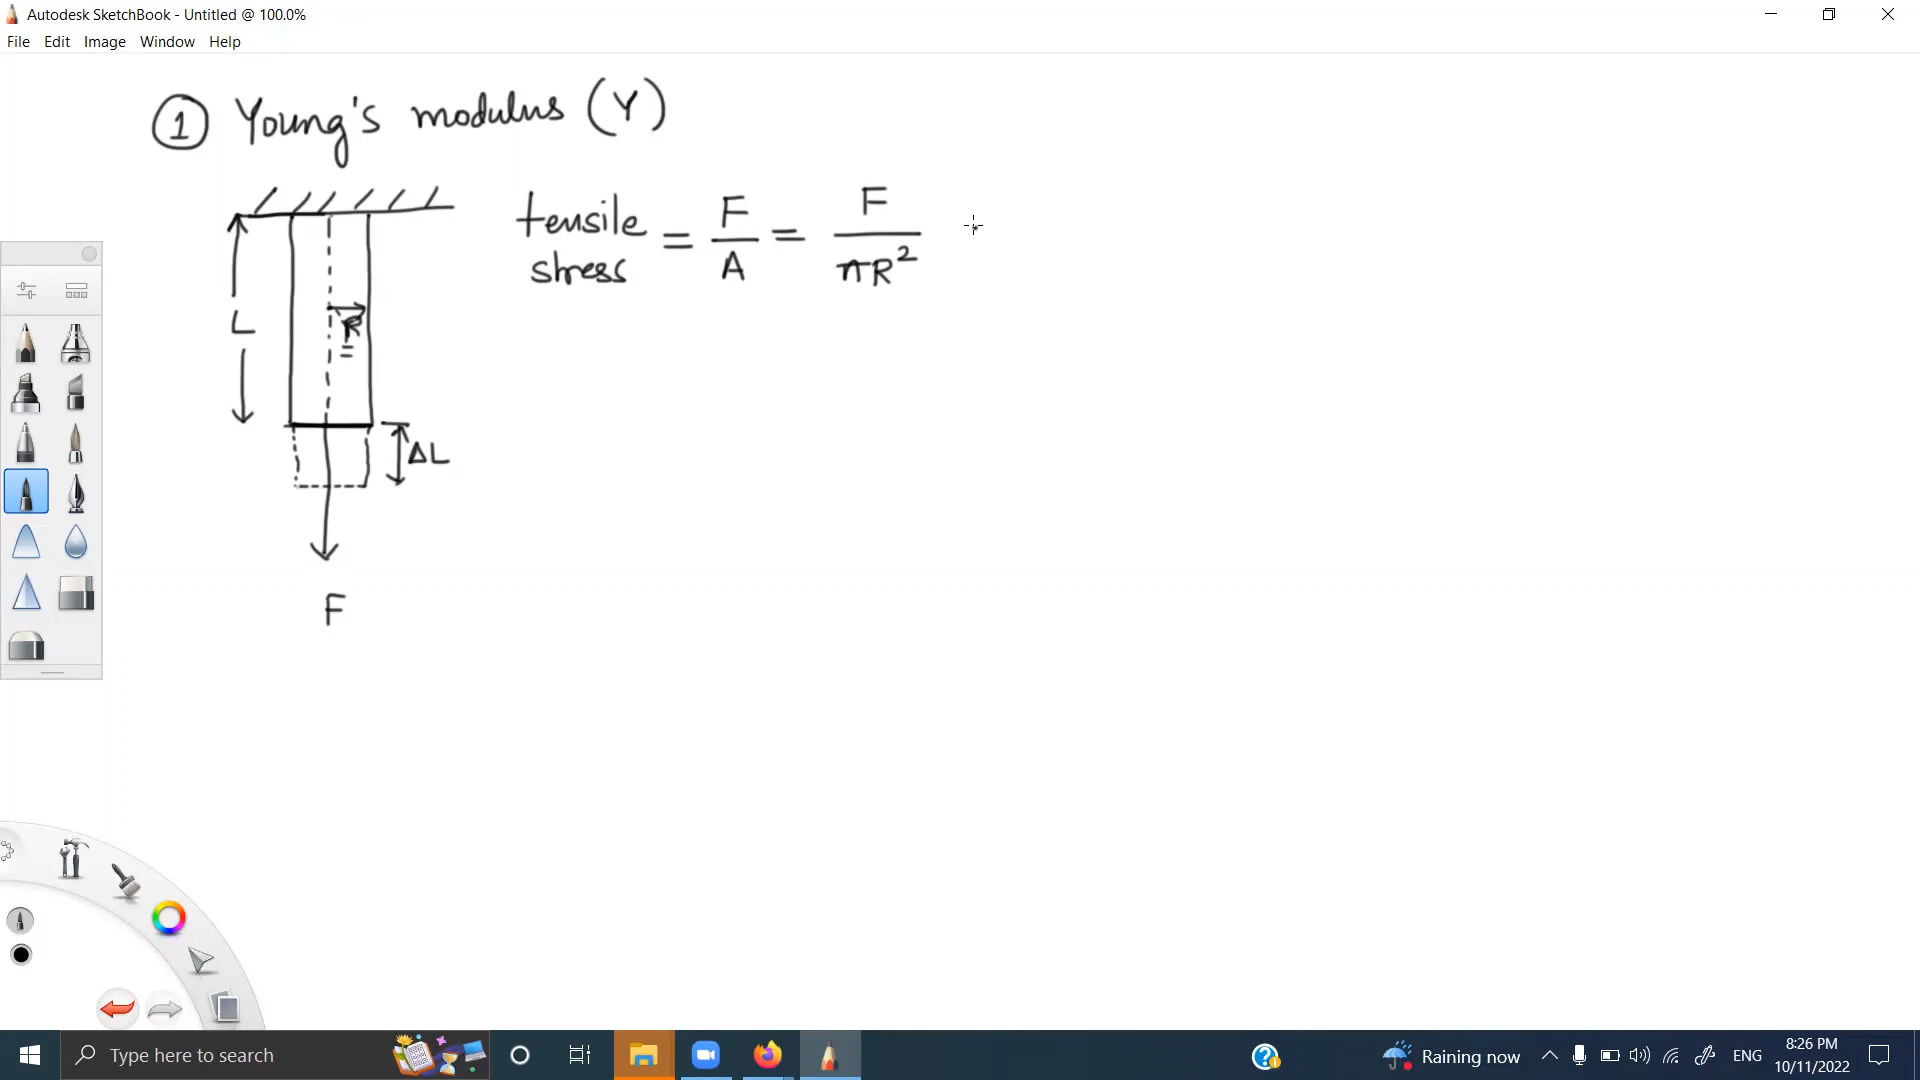 Autodesk SketchBook - Untitled @ 100.0%
File Edit Image Window Help
① Young's modulus (Y)
tensile stress = F/A = F/πR²
L
R
ΔL
F
Type here to search
Raining now
ENG
8:26 PM
10/11/2022